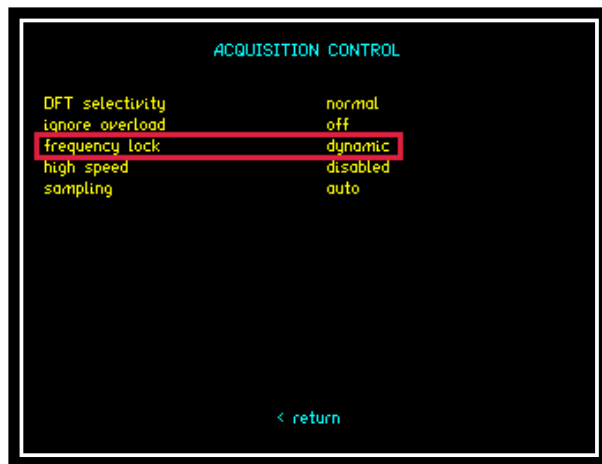 ACQUISITION CONTROL
DFT selectivity normal
ignore overload off
frequency lock dynamic
high speed disabled
sampling auto
< return